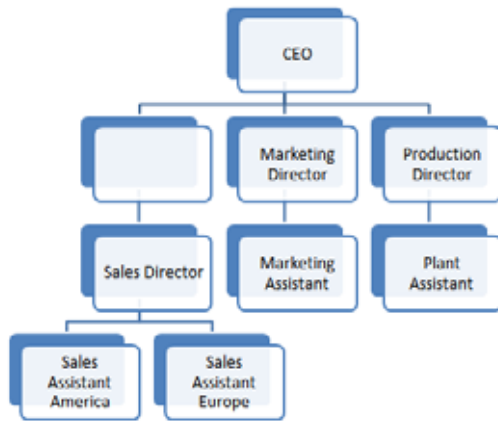 CEO
Marketing
Director
Production
Director
Sales Director
Marketing
Assistant
Plant
Assistant
Sales
Assistant
America
Sales
Assistant
Europe